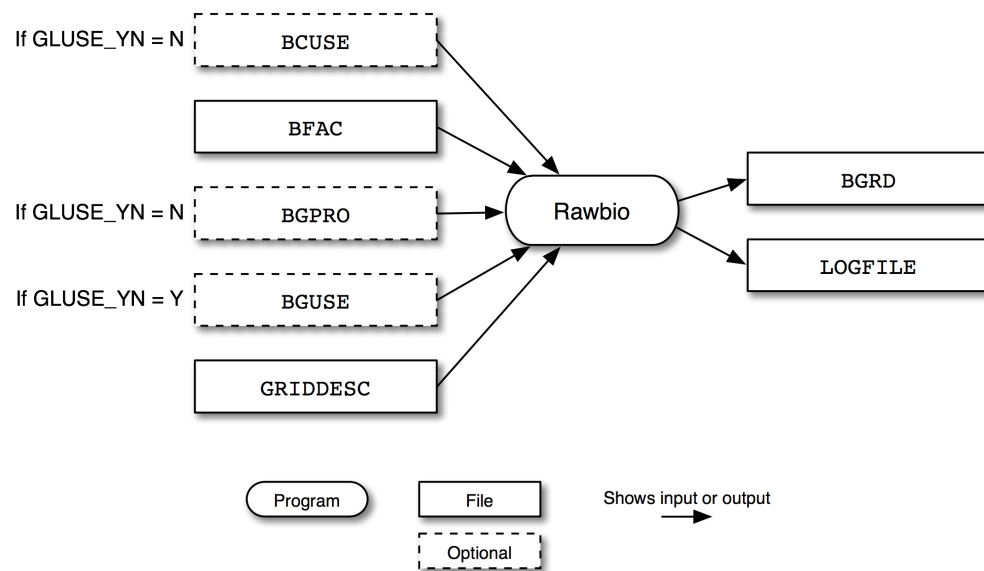 If GLUSE_YN = N
BCUSE
BFAC
If GLUSE_YN = N
BGPRO
If GLUSE_YN = Y
BGUSE
GRIDDESC
Rawbio
BGRD
LOGFILE
Program
File
Shows input or output
Optional